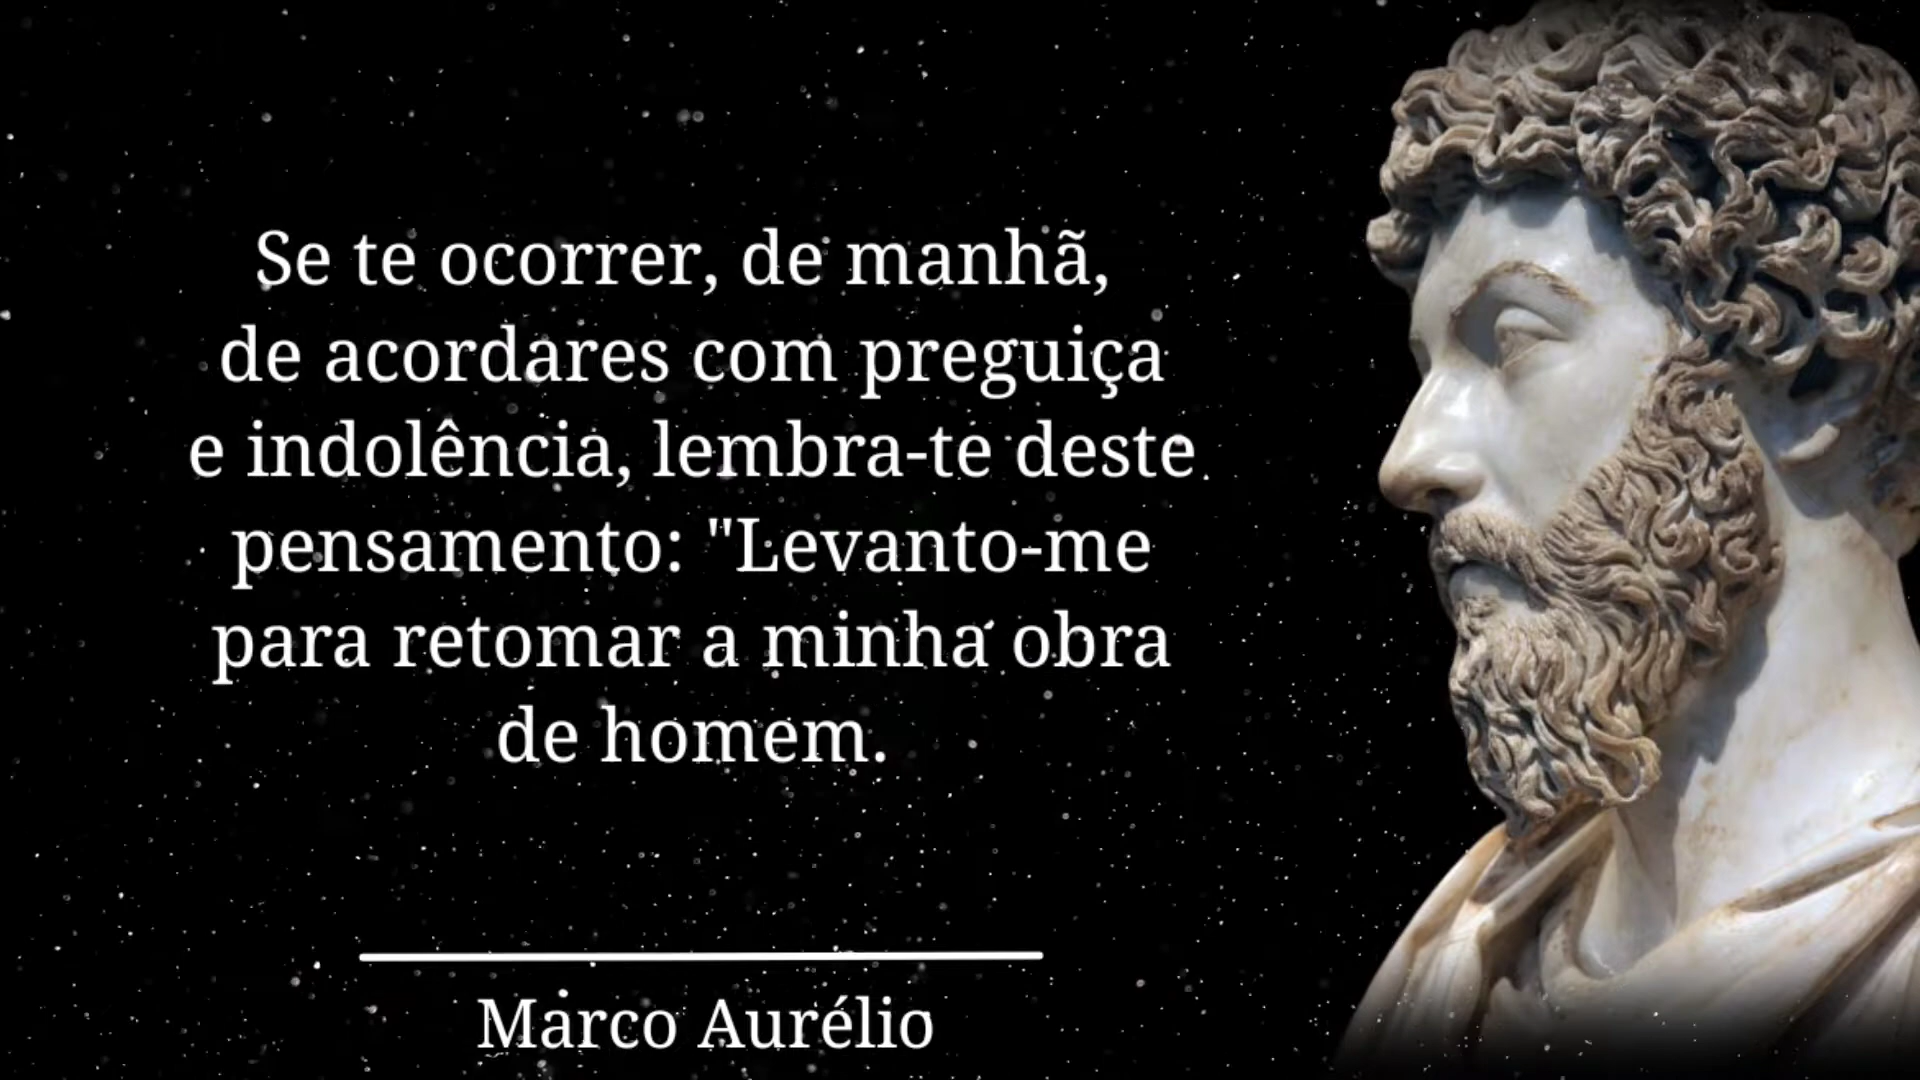 Se te ocorrer, de manhã,
de acordares com preguiça
e indolência, lembra-te deste
pensamento: "Levanto-me
para retomar a minha obra
de homem.
Marco Aurélio